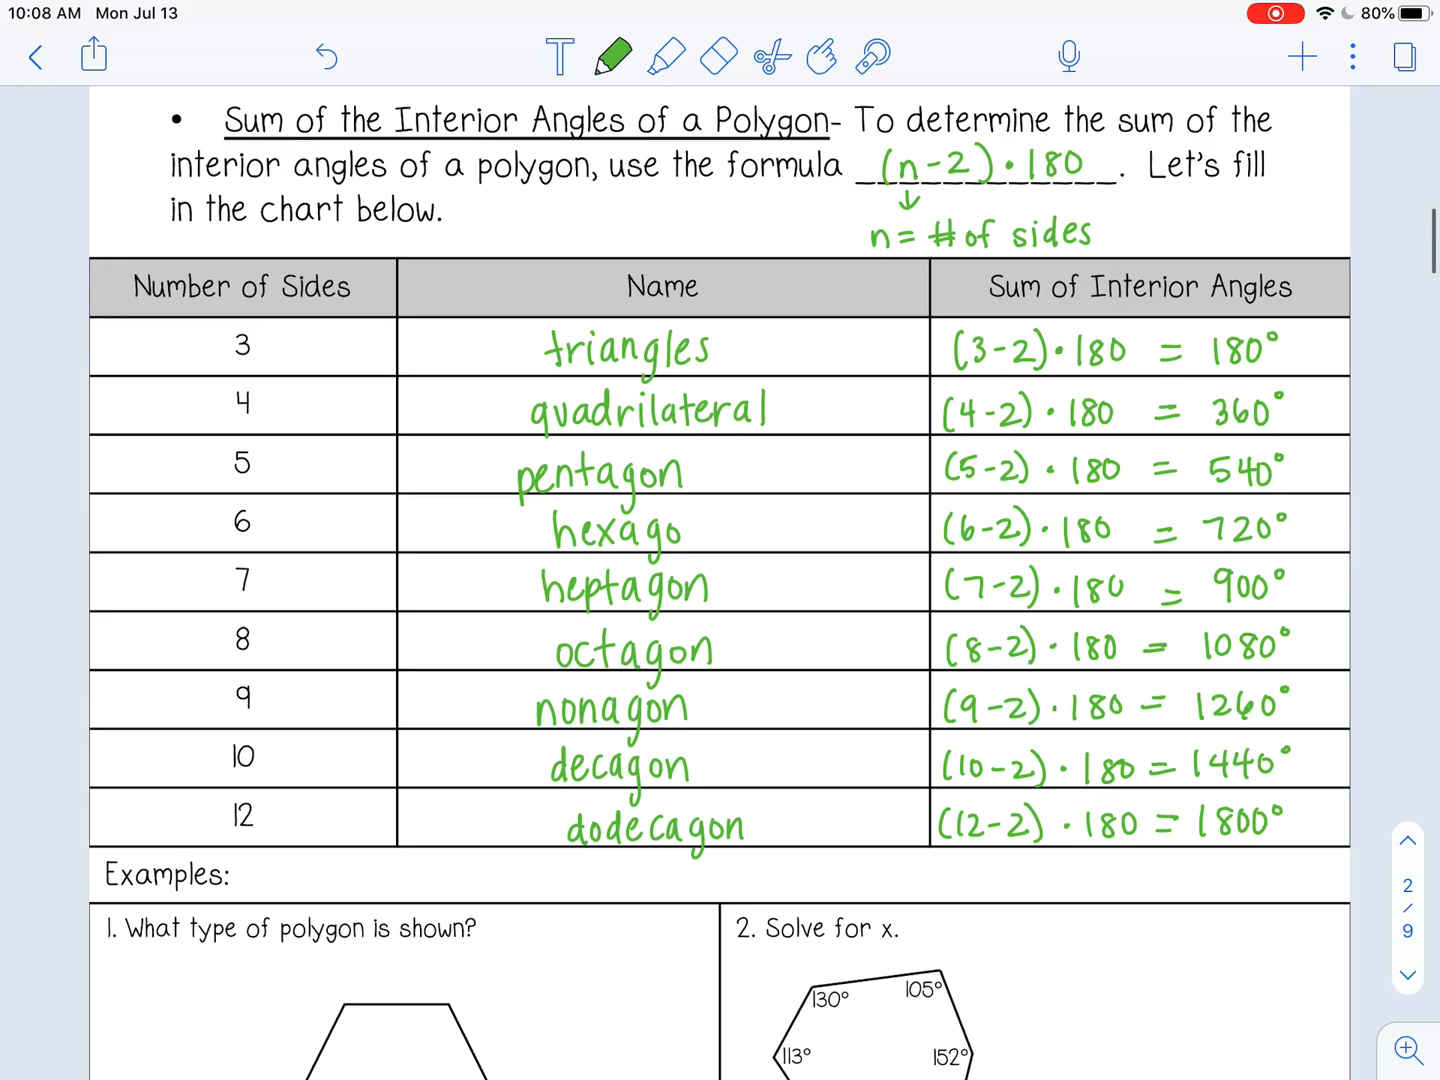 10:08 AM Mon Jul 13
80%
• Sum of the Interior Angles of a Polygon- To determine the sum of the
interior angles of a polygon, use the formula (n-2)·180. Let's fill
in the chart below.
n = # of sides
Number of Sides Name Sum of Interior Angles
3 triangles (3-2)·180 = 180°
4 quadrilateral (4-2)·180 = 360°
5 pentagon (5-2)·180 = 540°
6 hexago (6-2)·180 = 720°
7 heptagon (7-2)·180 = 900°
8 octagon (8-2)·180 = 1080°
9 nonagon (9-2)·180 = 1260°
10 decagon (10-2)·180 = 1440°
12 dodecagon (12-2)·180 = 1800°
Examples:
1. What type of polygon is shown?
2. Solve for x.
130° 105°
113° 152°
2
/
9